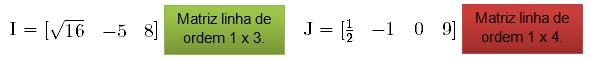 I = [√16 −5 8] Matriz linha de ordem 1 x 3. J = [½ −1 0 9] Matriz linha de ordem 1 x 4.